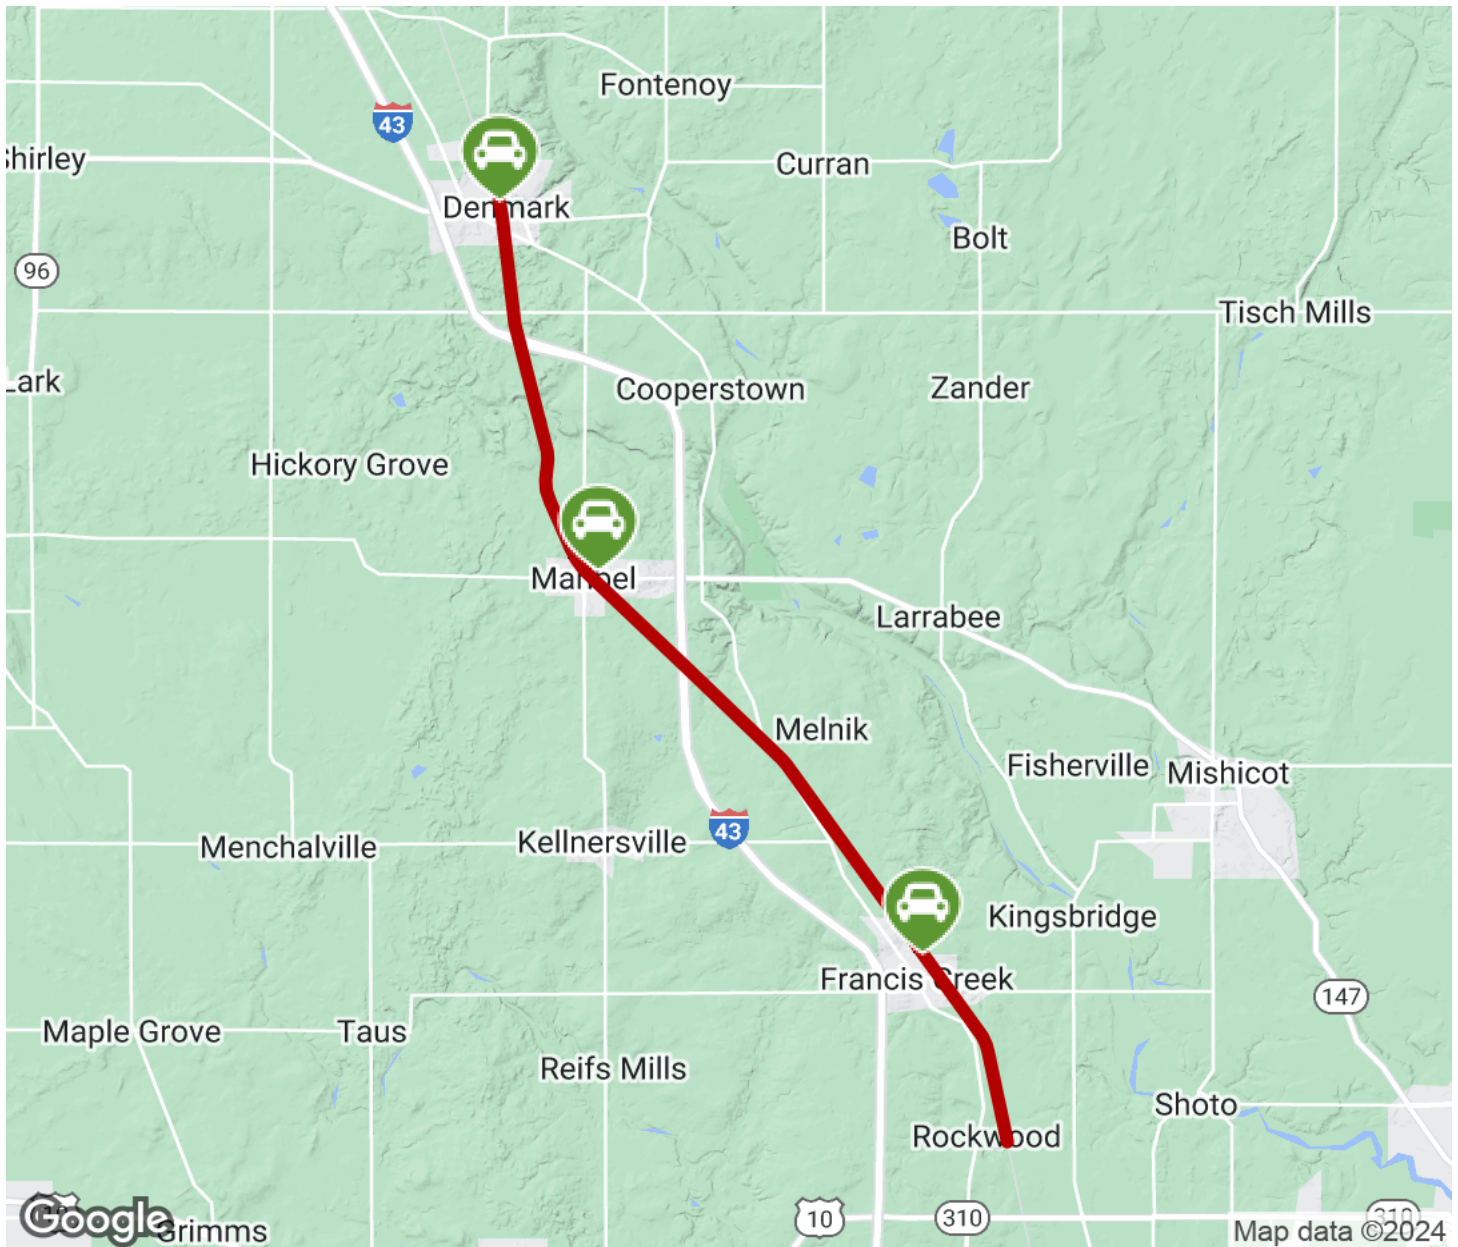 Fontenoy
43
Shirley
Curran
Denmark
Bolt
96
Tisch Mills
Lark
Cooperstown
Zander
Hickory Grove
Larrabee
Melnik
Fisherville
Mishicot
43
Kellnersville
Menchalville
Kingsbridge
Francis Creek
147
Maple Grove
Taus
Reifs Mills
Shoto
Rockwood
10
310
310
Google
Grimms
Map data ©2024